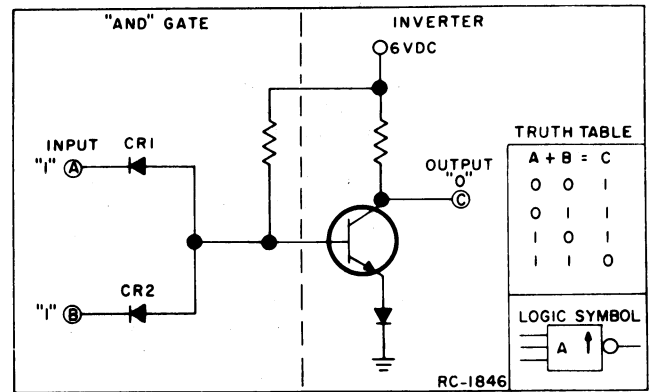 "AND" GATE
INVERTER
6VDC
INPUT
CR1
"1" A
OUTPUT
"0"
C
CR2
"1" B
TRUTH TABLE
A + B = C
0 0 1
0 1 1
1 0 1
1 1 0
LOGIC SYMBOL
A
RC-1846